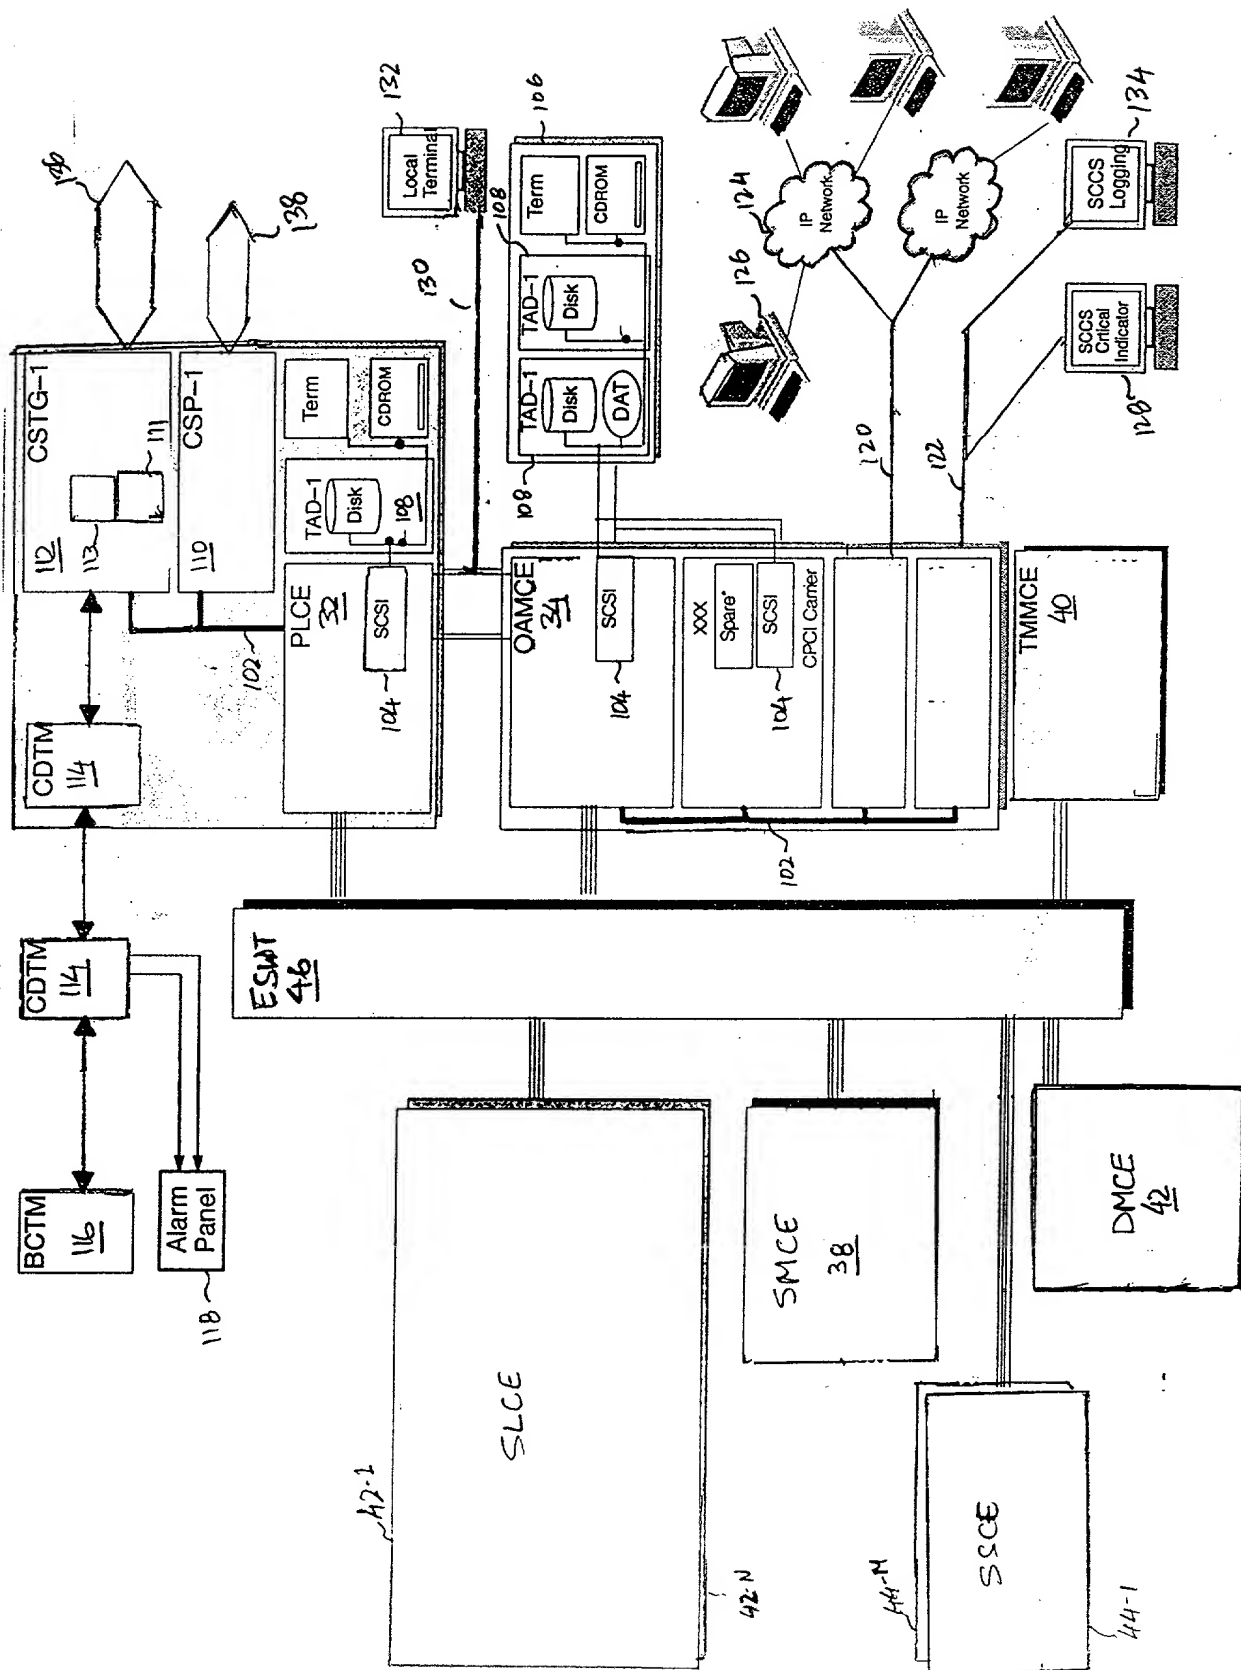 BCTM
116
CDTM
114
CDTM
114
CSTG-1
112
113
111
136
138
Alarm
Panel
118
CSP-1
110
102
PLCE
32
SCSI
104
TAD-1
Disk
108
Term
CDROM
130
Local
Terminal
132
ESWT
46
OAMCE
34
SCSI
104
XXX
Spare*
SCSI
CPCI Carrier
104
102
106
108
TAD-1
Disk
DAT
108
TAD-1
Disk
Term
CDROM
126
124
IP
Network
IP
Network
120
122
SCCS
Critical
Indicator
128
SCCS
Logging
134
TMMCE
40
42-1
SLCE
42-N
SMCE
38
44-M
SSCE
44-1
DMCE
42